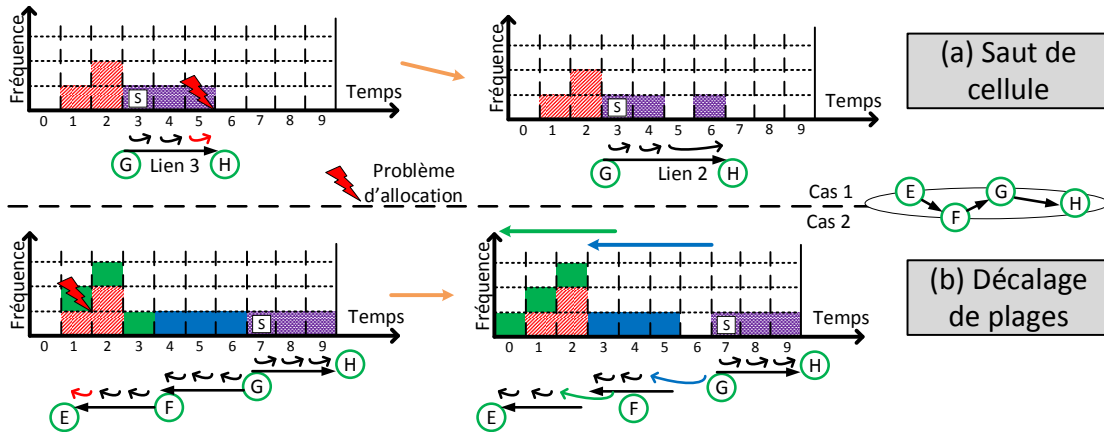 Fréquence
S
Temps
0 1 2 3 4 5 6 7 8 9
G Lien 3 H
Fréquence
S
Temps
0 1 2 3 4 5 6 7 8 9
G Lien 2 H
(a) Saut de
cellule
Problème
d'allocation
Cas 1
Cas 2
E F G H
Fréquence
S
Temps
0 1 2 3 4 5 6 7 8 9
E F G H
Fréquence
S
Temps
0 1 2 3 4 5 6 7 8 9
E F G H
(b) Décalage
de plages